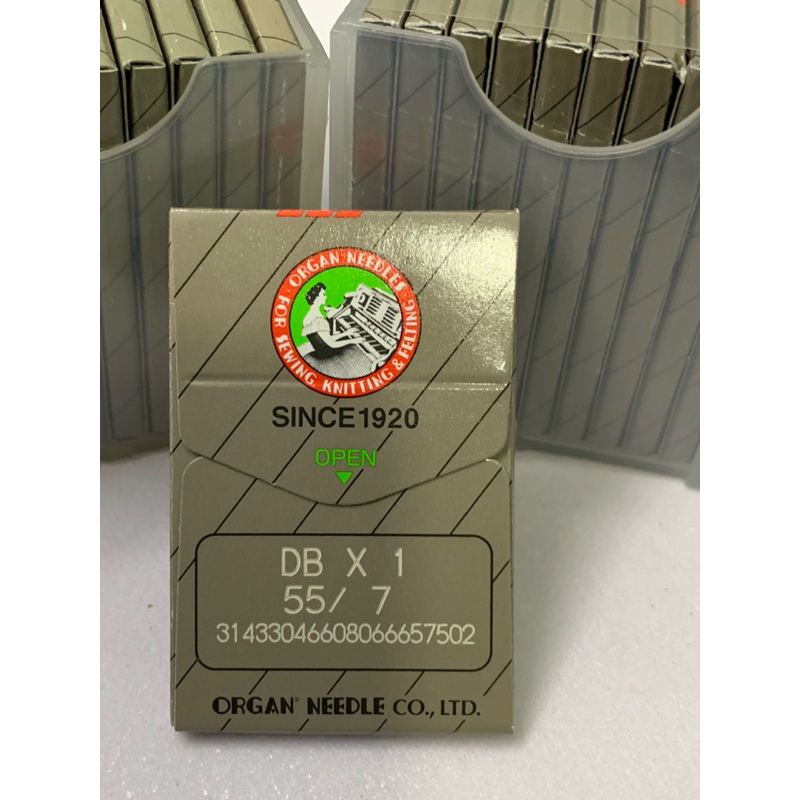 ORGAN NEEDLES
FOR SEWING, KNITTING & FELTING
SINCE1920
OPEN
DB X 1
55/ 7
31433046608066657502
ORGAN® NEEDLE CO., LTD.